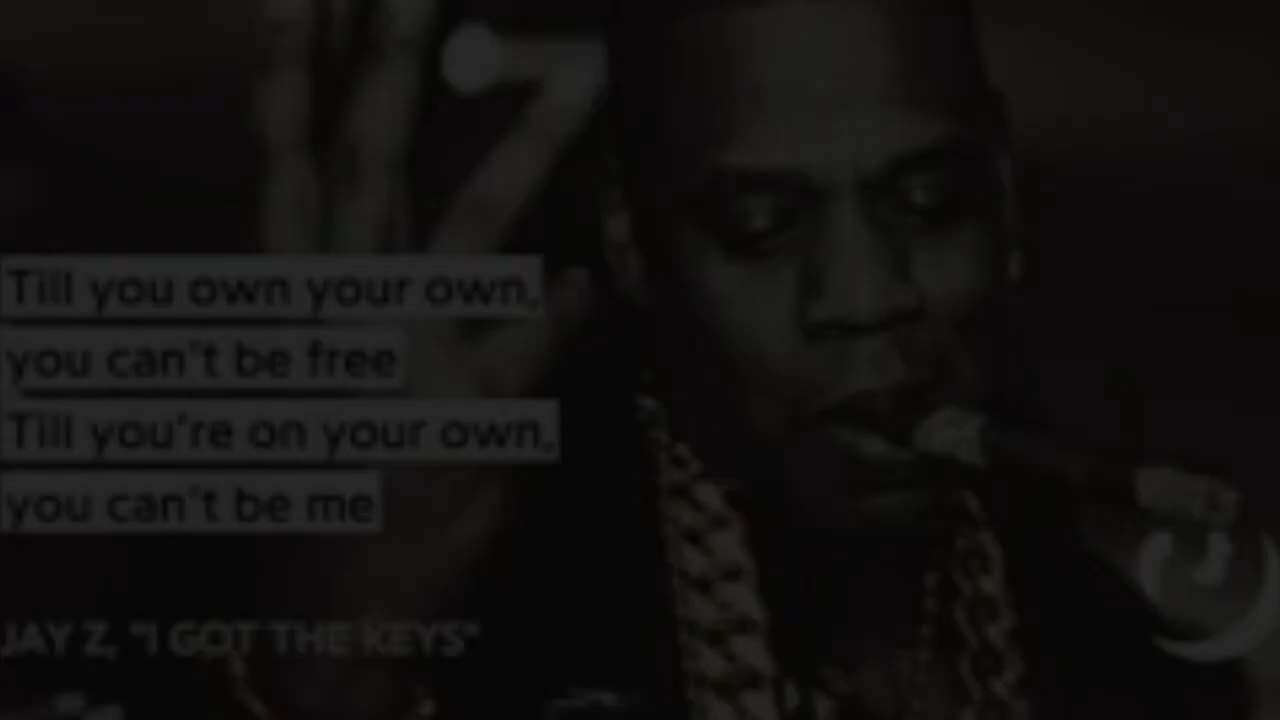 Till you own your own,
you can't be free
Till you're on your own,
you can't be me
JAY Z, "I GOT THE KEYS"